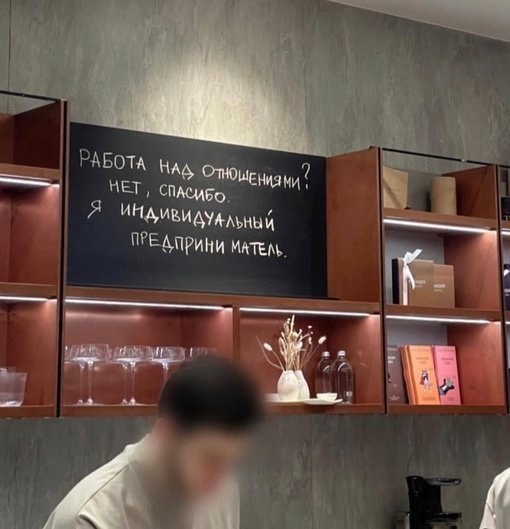 РАБОТА НАД ОТНОШЕНИЯМИ?
НЕТ, СПАСИБО.
Я ИНДИВИДУАЛЬНЫЙ
ПРЕДПРИНИМАТЕЛЬ.